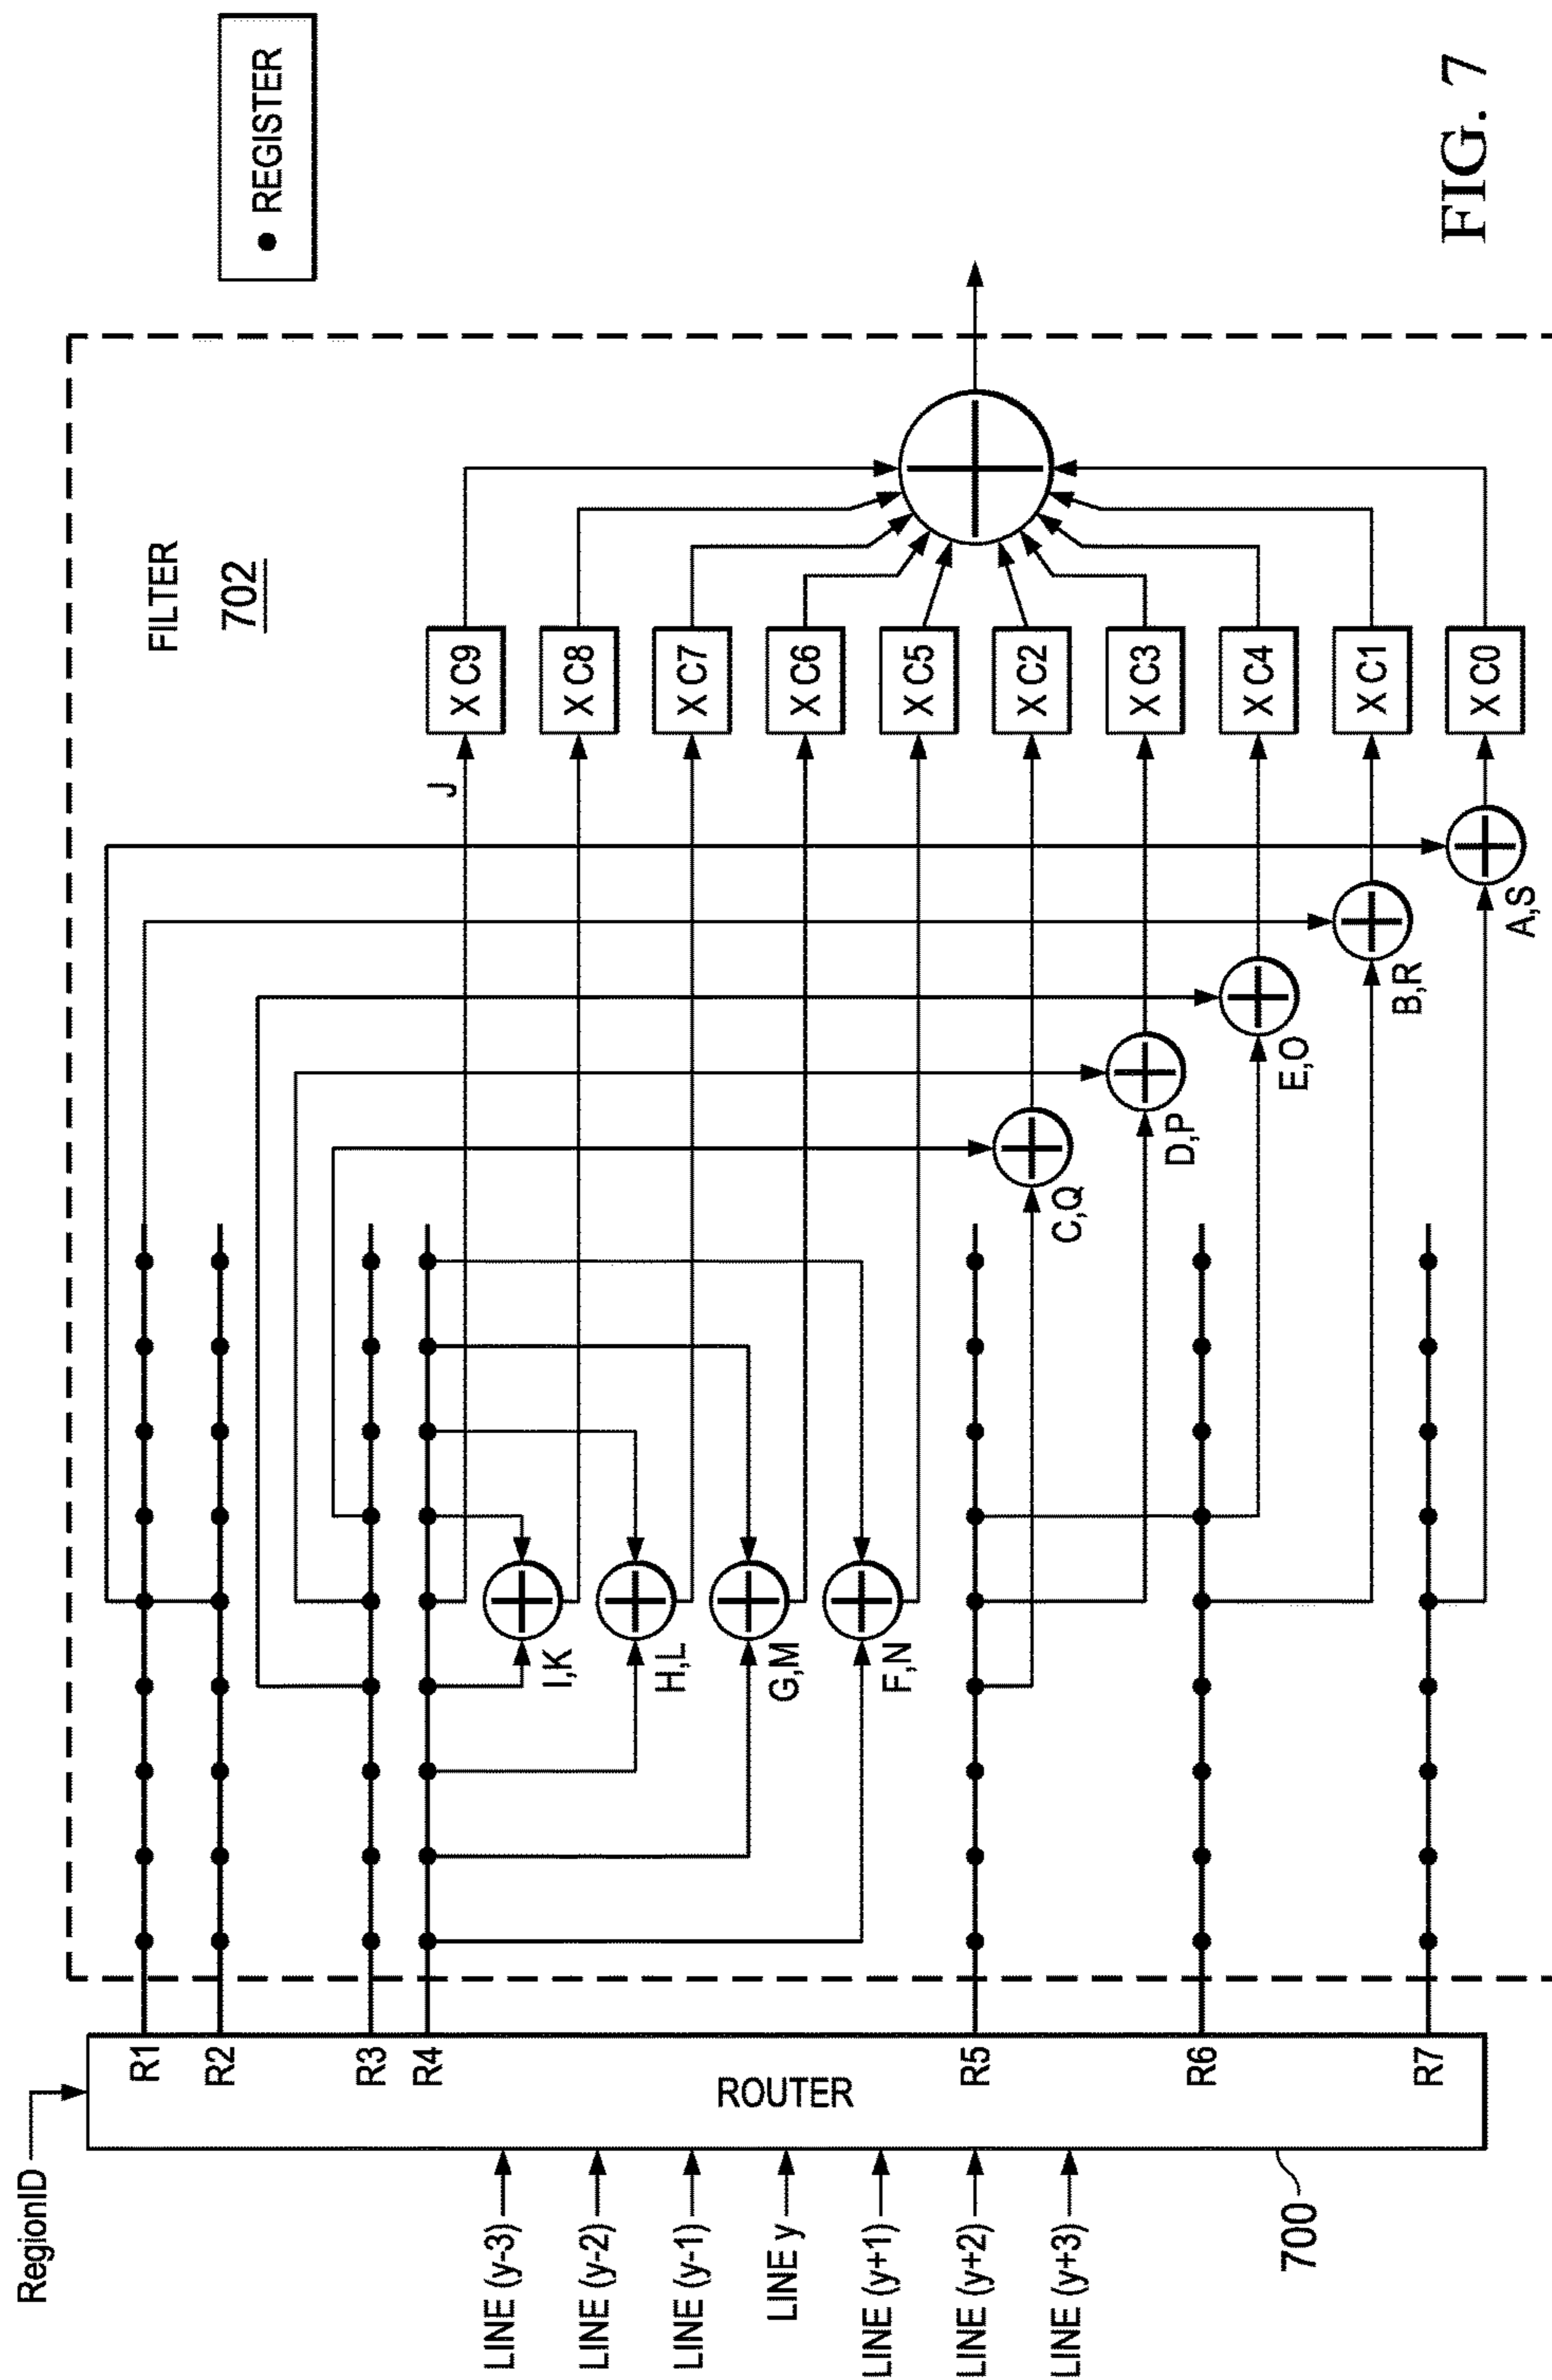 RegionID
LINE (y-3)
LINE (y-2)
LINE (y-1)
LINE y
LINE (y+1)
LINE (y+2)
LINE (y+3)
R1
R2
R3
R4
ROUTER
R5
R6
R7
700
FILTER
702
I,K
H,L
G,M
F,N
C,Q
D,P
E,O
B,R
A,S
J
X C9
X C8
X C7
X C6
X C5
X C2
X C3
X C4
X C1
X C0
REGISTER
FIG. 7